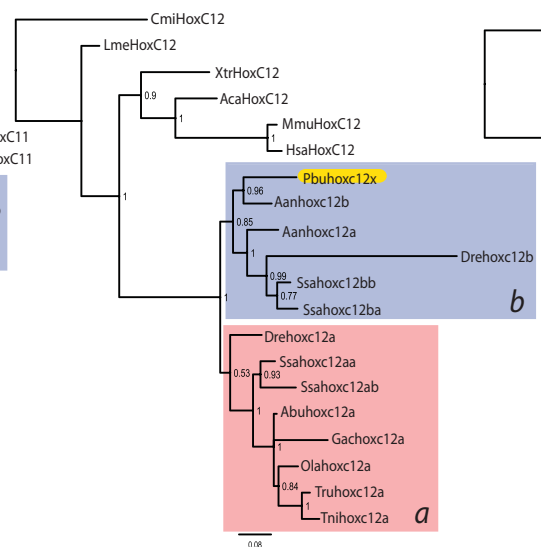 CmiHoxC12
LmeHoxC12
XtrHoxC12
0.9
AcaHoxC12
1
MmuHoxC12
1
xC11
HsaHoxC12
oxC11
Pbuhoxc12x
0.96
1
Aanhoxc12b
0.85
Aanhoxc12a
1
Drehoxc12b
0.99
Ssahoxc12bb
0.77
1
Ssahoxc12ba
b
Drehoxc12a
Ssahoxc12aa
0.53
0.93
Ssahoxc12ab
1
Abuhoxc12a
Gachoxc12a
1
Olahoxc12a
0.84
Truhoxc12a
1
Tnihoxc12a
a
0.08